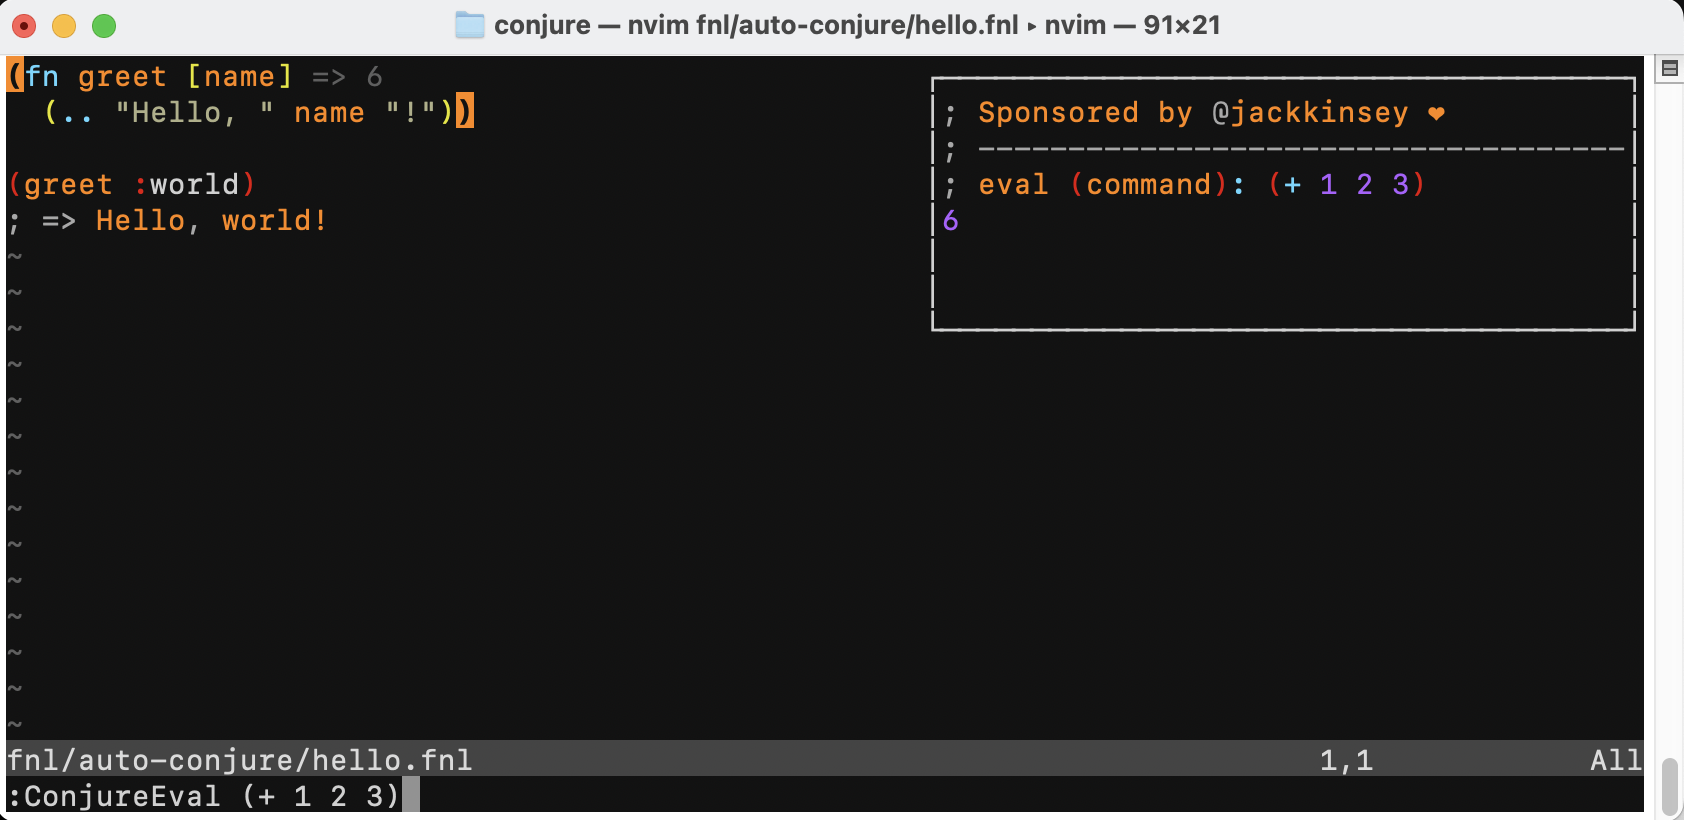 conjure — nvim fnl/auto-conjure/hello.fnl ▸ nvim — 91×21
(fn greet [name] => 6
  (.. "Hello, " name "!"))
(greet :world)
; => Hello, world!
; Sponsored by @jackkinsey ❤
; ------------------------------------
; eval (command): (+ 1 2 3)
6
~
~
~
~
~
~
~
~
~
~
~
~
~
~
fnl/auto-conjure/hello.fnl 1,1 All
:ConjureEval (+ 1 2 3)